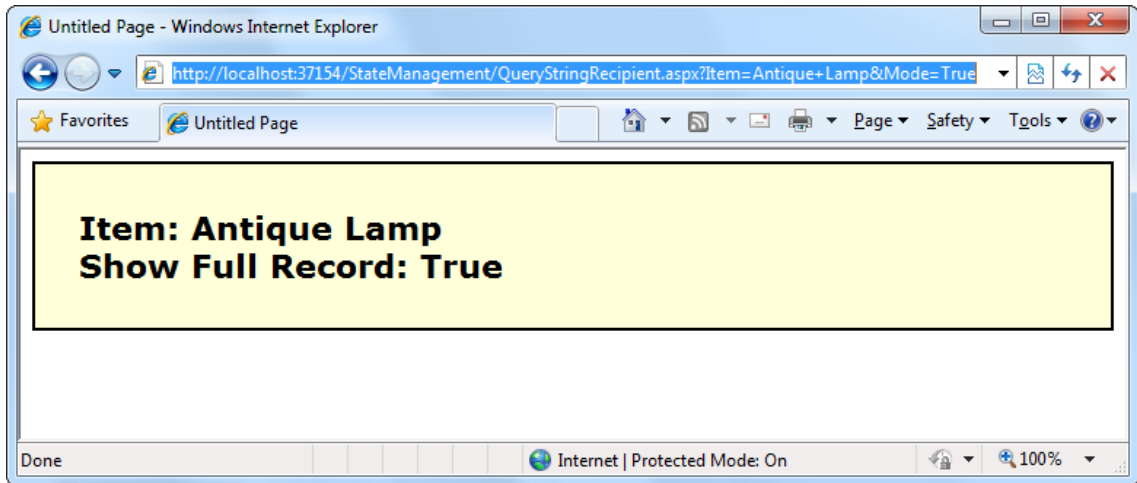 Untitled Page - Windows Internet Explorer
http://localhost:37154/StateManagement/QueryStringRecipient.aspx?Item=Antique+Lamp&Mode=True
Favorites Untitled Page Page Safety Tools
Item: Antique Lamp
Show Full Record: True
Done Internet | Protected Mode: On 100%